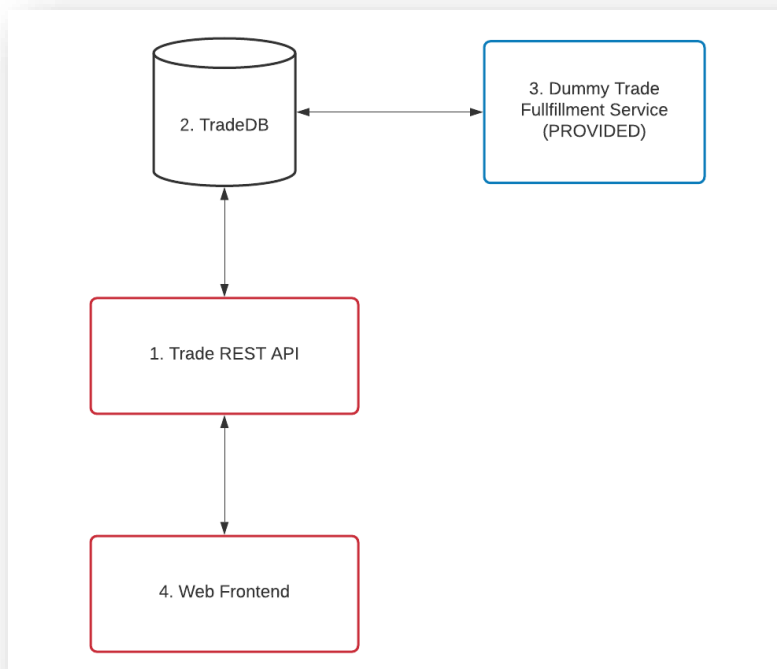 2. TradeDB
3. Dummy Trade
Fullfillment Service
(PROVIDED)
1. Trade REST API
4. Web Frontend